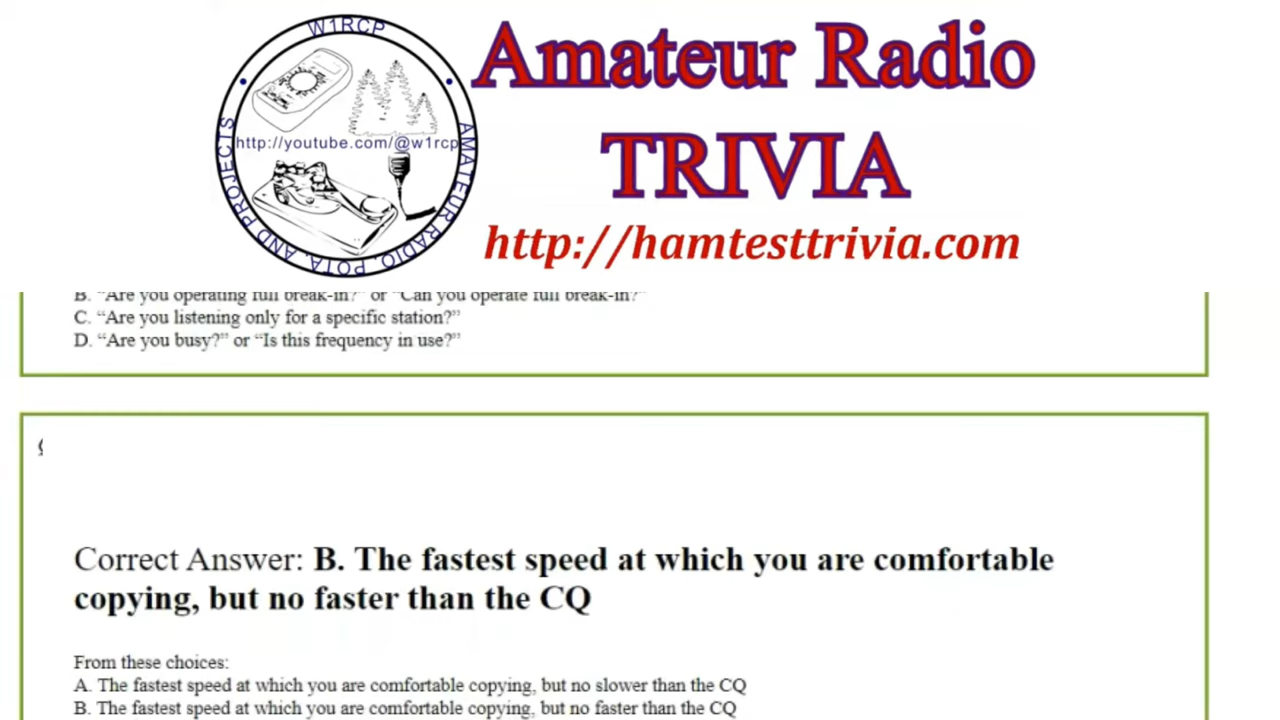 W1RCP
http://youtube.com/@w1rcp
AMATEUR RADIO, POTA, AND PROJECTS
Amateur Radio
TRIVIA
http://hamtesttrivia.com
B. “Are you operating full break-in?” or “Can you operate full break-in?”
C. “Are you listening only for a specific station?”
D. “Are you busy?” or “Is this frequency in use?”
Correct Answer: B. The fastest speed at which you are comfortable
copying, but no faster than the CQ
From these choices:
A. The fastest speed at which you are comfortable copying, but no slower than the CQ
B. The fastest speed at which you are comfortable copying, but no faster than the CQ